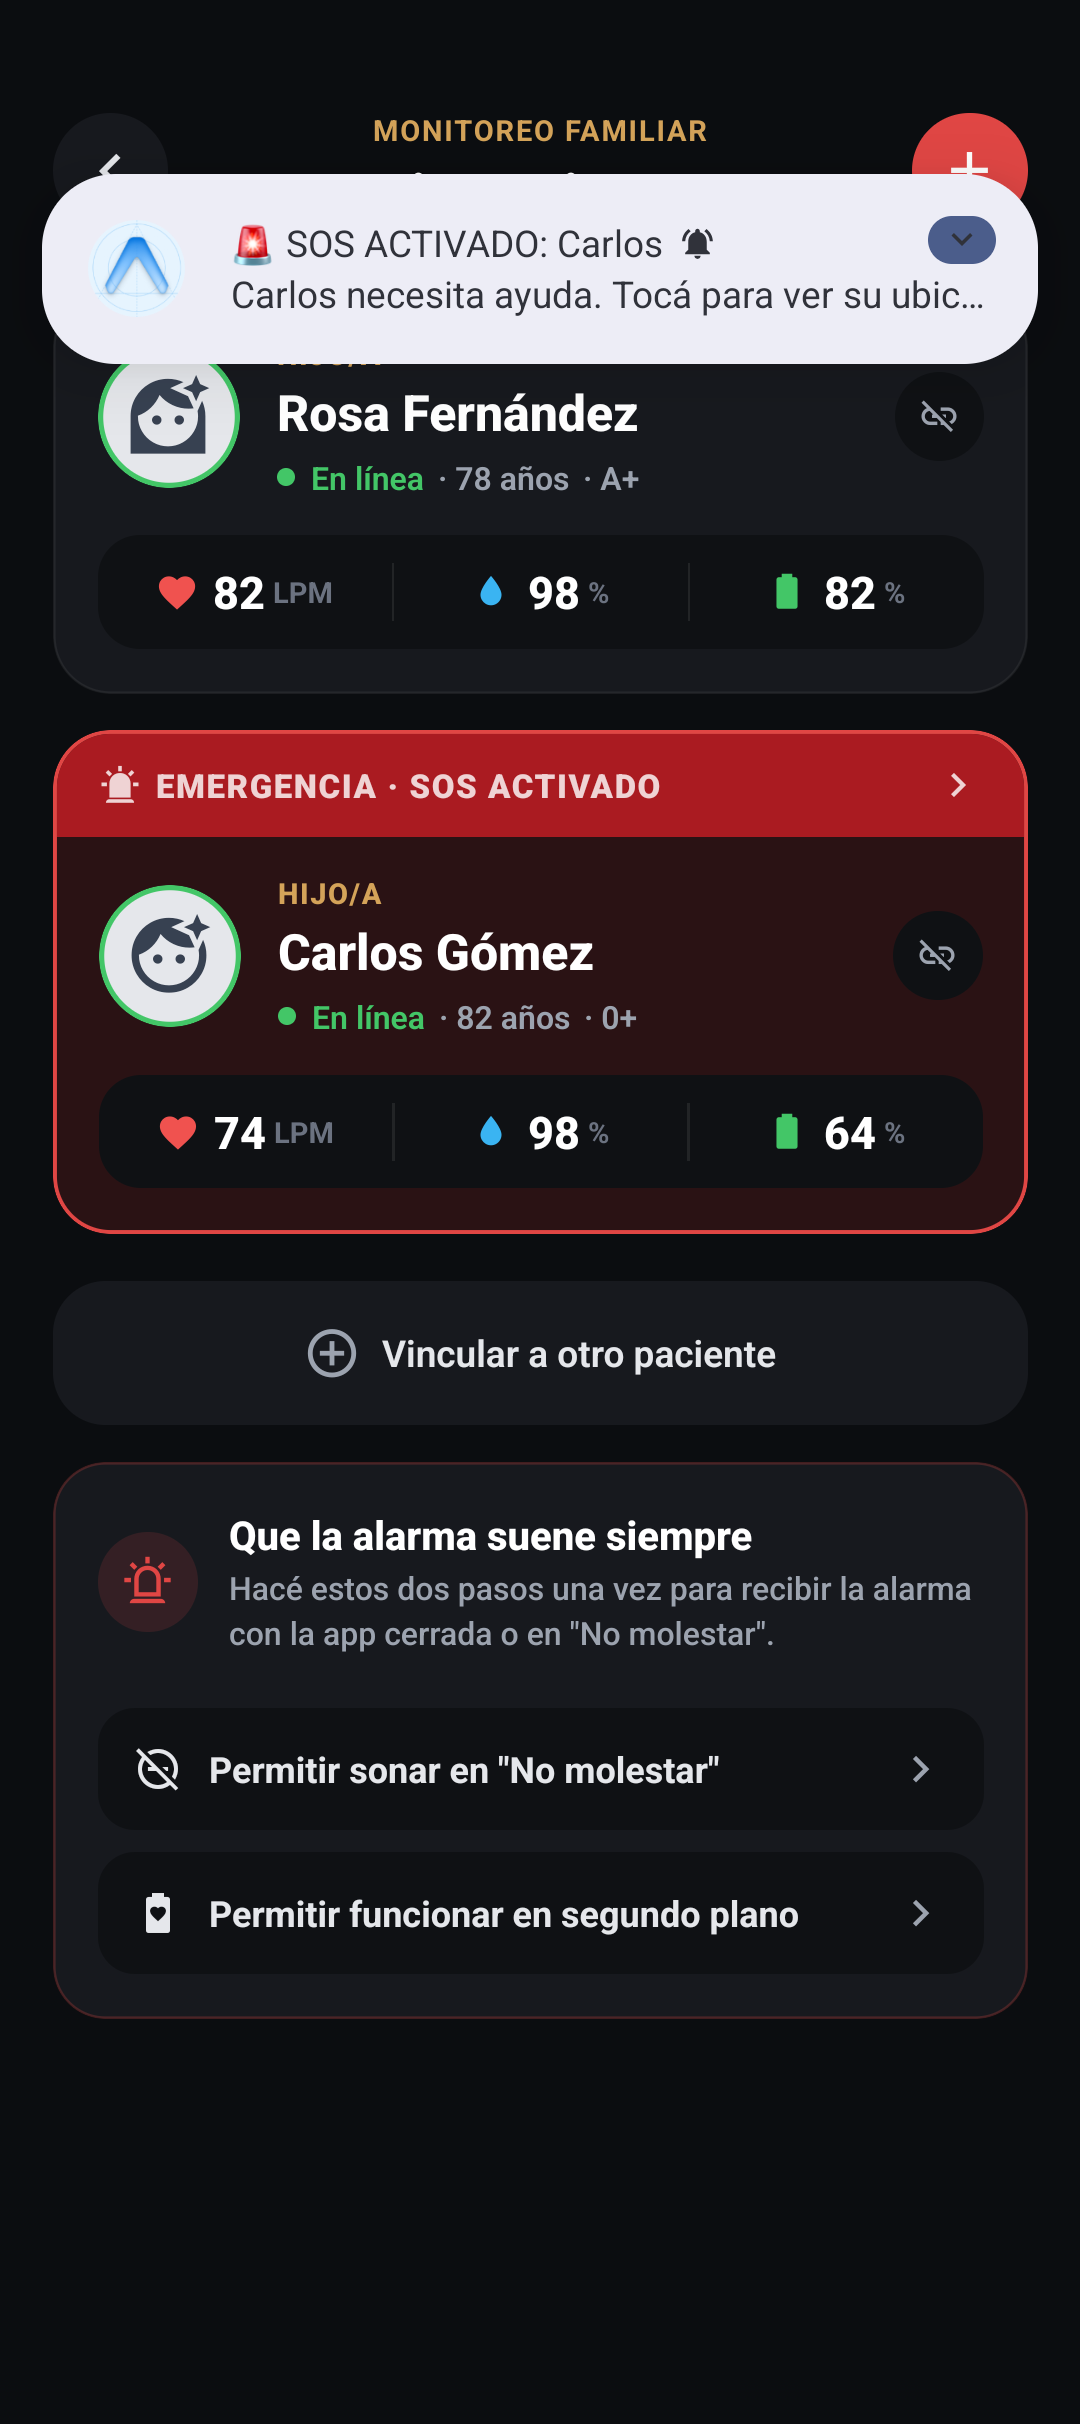 MONITOREO FAMILIAR
SOS ACTIVADO: Carlos
Carlos necesita ayuda. Tocá para ver su ubic...
Rosa Fernández
En línea · 78 años · A+
82 LPM
98 %
82 %
EMERGENCIA · SOS ACTIVADO
HIJO/A
Carlos Gómez
En línea · 82 años · 0+
74 LPM
98 %
64 %
Vincular a otro paciente
Que la alarma suene siempre
Hacé estos dos pasos una vez para recibir la alarma
con la app cerrada o en "No molestar".
Permitir sonar en "No molestar"
Permitir funcionar en segundo plano